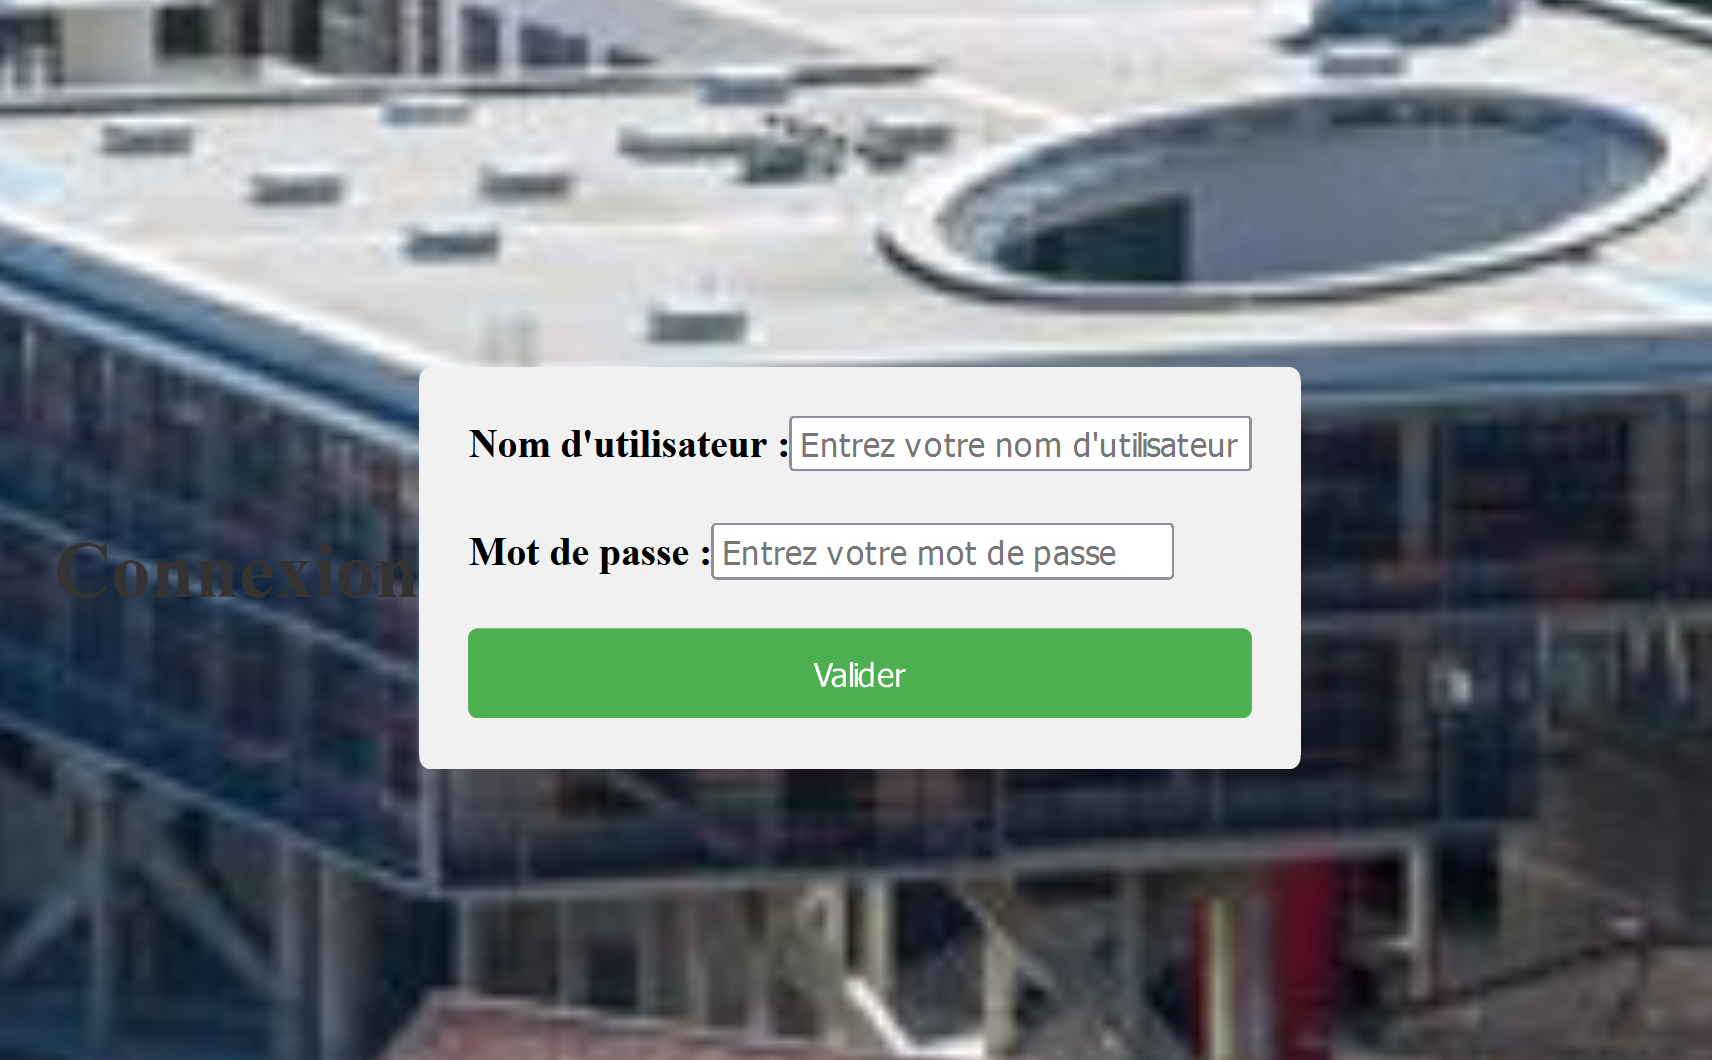 Connexion
Nom d'utilisateur : Entrez votre nom d'utilisateur
Mot de passe : Entrez votre mot de passe
Valider